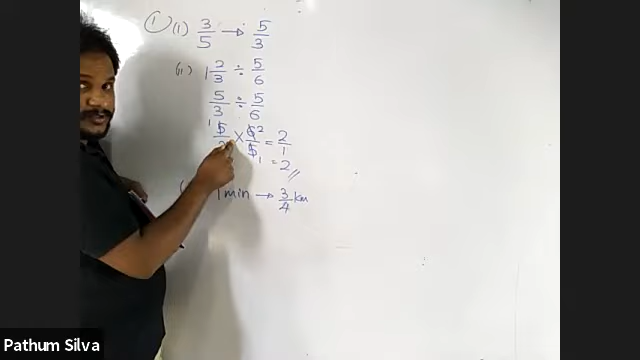 ① (i) 3/5 → 5/3
(ii) 1 2/3 ÷ 5/6
5/3 ÷ 5/6
5/3 × 6/5 = 2/1
= 2
1 min → 3/4 km
Pathum Silva